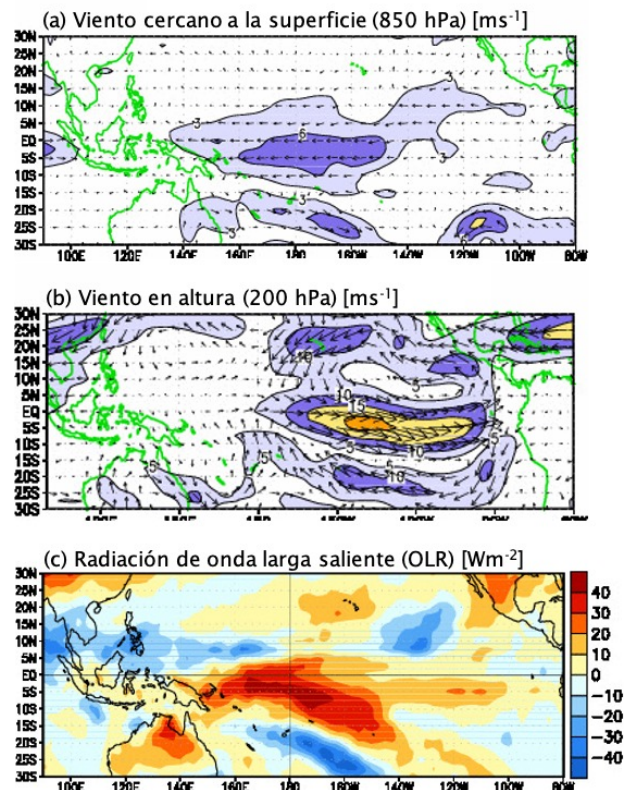 (a) Viento cercano a la superficie (850 hPa) [ms⁻¹]
30N
25N
20N
15N
10N
5N
EQ
5S
10S
15S
20S
25S
30S
3
6
3
3
3
3
6
100E 120E 140E 160E 180 160W 140W 120W 100W 80W
(b) Viento en altura (200 hPa) [ms⁻¹]
30N
25N
20N
15N
10N
5N
EQ
5S
10S
15S
20S
25S
30S
10
5
10
15
10
5
5
5
10
5
(c) Radiación de onda larga saliente (OLR) [Wm⁻²]
30N
25N
20N
15N
10N
5N
EQ
5S
10S
15S
20S
25S
30S
100E 120E 140E 160E 180 160W 140W 120W 100W 80W
40
30
20
10
0
−10
−20
−30
−40